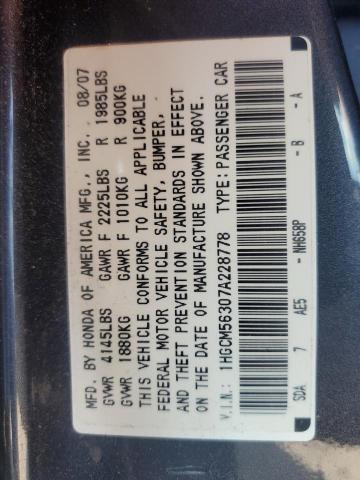 MFD. BY HONDA OF AMERICA MFG., INC. 08/07
GVWR 4145LBS GAWR F 2225LBS R 1985LBS
GVWR 1880KG GAWR F 1010KG R 900KG
THIS VEHICLE CONFORMS TO ALL APPLICABLE
FEDERAL MOTOR VEHICLE SAFETY, BUMPER,
AND THEFT PREVENTION STANDARDS IN EFFECT
ON THE DATE OF MANUFACTURE SHOWN ABOVE.
V.I.N.: 1HGCM56307A228778 TYPE: PASSENGER CAR
SDA 7 AE5 - NH658P - B - A